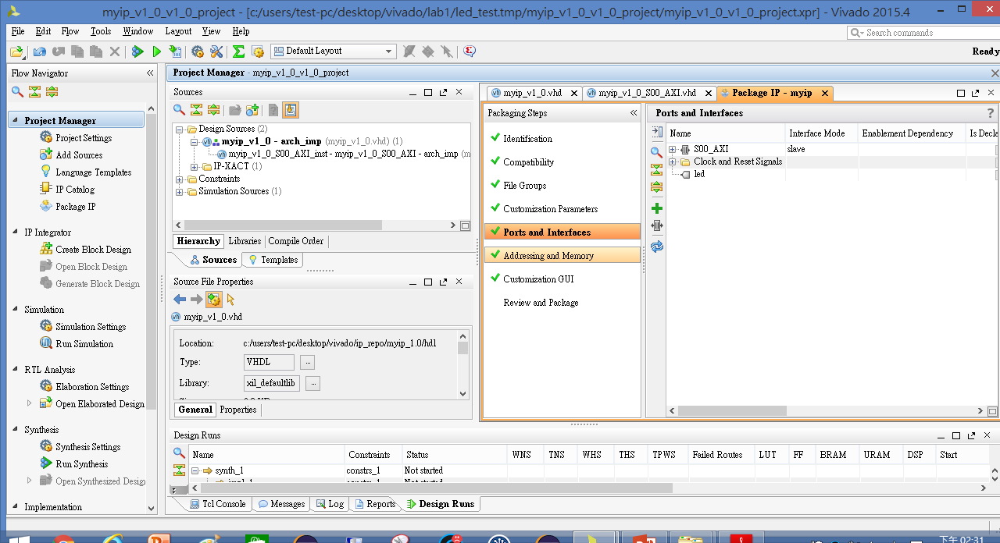 myip_v1_0_v1_0_project - [c:/users/test-pc/desktop/vivado/lab1/led_test.tmp/myip_v1_0_v1_0_project/myip_v1_0_v1_0_project.xpr] - Vivado 2015.4
File Edit Flow Tools Window Layout View Help
Search commands
Default Layout
Ready
Flow Navigator
Project Manager
Project Settings
Add Sources
Language Templates
IP Catalog
Package IP
IP Integrator
Create Block Design
Open Block Design
Generate Block Design
Simulation
Simulation Settings
Run Simulation
RTL Analysis
Elaboration Settings
Open Elaborated Design
Synthesis
Synthesis Settings
Run Synthesis
Open Synthesized Design
Implementation
Project Manager - myip_v1_0_v1_0_project
Sources
Design Sources (2)
myip_v1_0 - arch_imp (myip_v1_0.vhd) (1)
myip_v1_0_S00_AXI_inst - myip_v1_0_S00_AXI - arch_imp (m
IP-XACT (1)
Constraints
Simulation Sources (1)
Hierarchy Libraries Compile Order
Sources Templates
Source File Properties
myip_v1_0.vhd
Location: c:/users/test-pc/desktop/vivado/ip_repo/myip_1.0/hdl
Type: VHDL ...
Library: xil_defaultlib ...
General Properties
myip_v1_0.vhd myip_v1_0_S00_AXI.vhd Package IP - myip
Packaging Steps
Identification
Compatibility
File Groups
Customization Parameters
Ports and Interfaces
Addressing and Memory
Customization GUI
Review and Package
Ports and Interfaces
?
Name Interface Mode Enablement Dependency Is Decla
S00_AXI slave
Clock and Reset Signals
led
Design Runs
Name Constraints Status WNS TNS WHS THS TPWS Failed Routes LUT FF BRAM URAM DSP Start
synth_1 constrs_1 Not started
Tcl Console Messages Log Reports Design Runs
下午 02:31